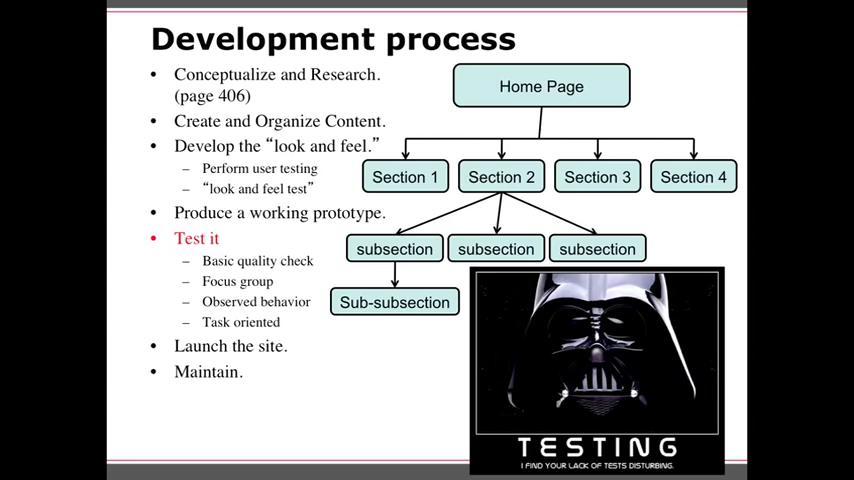 Development process
• Conceptualize and Research.
(page 406)
• Create and Organize Content.
• Develop the “look and feel.”
– Perform user testing
– “look and feel test”
• Produce a working prototype.
• Test it
– Basic quality check
– Focus group
– Observed behavior
– Task oriented
• Launch the site.
• Maintain.
Home Page
Section 1 Section 2 Section 3 Section 4
subsection subsection subsection
Sub-subsection
TESTING
I FIND YOUR LACK OF TESTS DISTURBING.